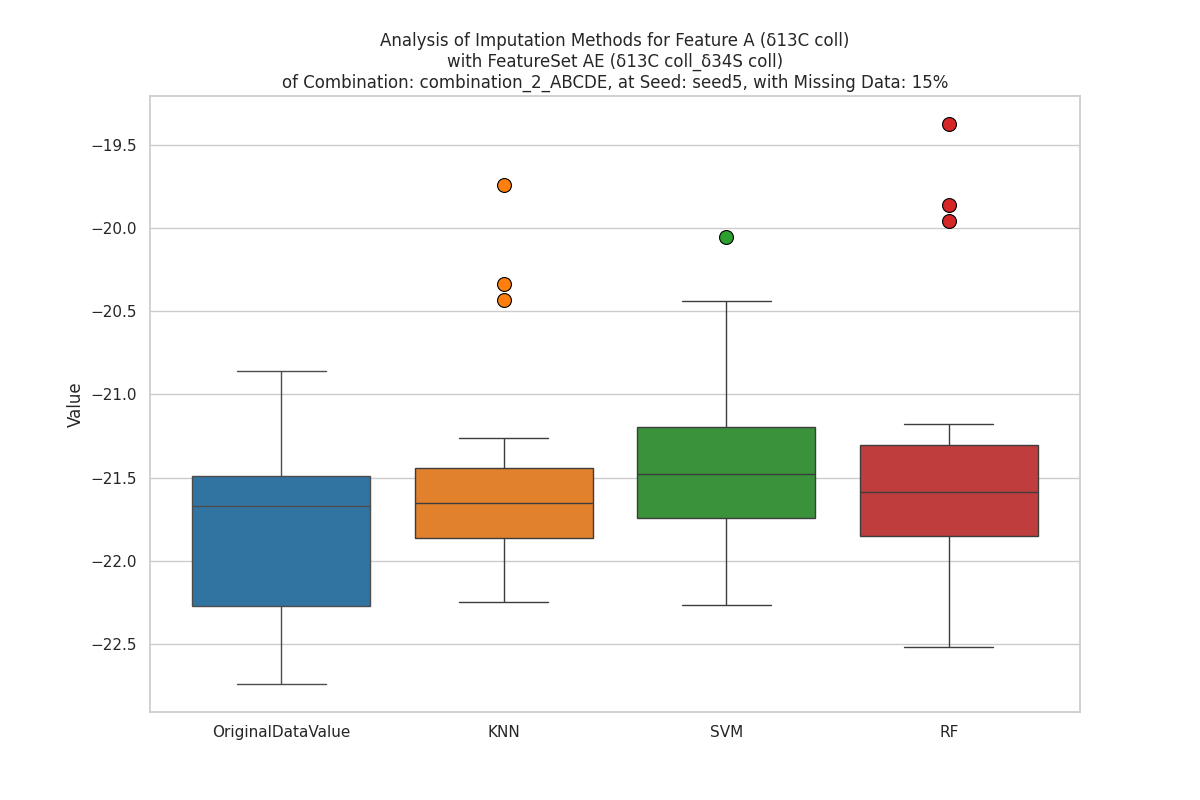 Analysis of Imputation Methods for Feature A (δ13C coll)
with FeatureSet AE (δ13C coll_δ34S coll)
of Combination: combination_2_ABCDE, at Seed: seed5, with Missing Data: 15%
−19.5
−20.0
−20.5
−21.0
−21.5
−22.0
−22.5
Value
OriginalDataValue
KNN
SVM
RF